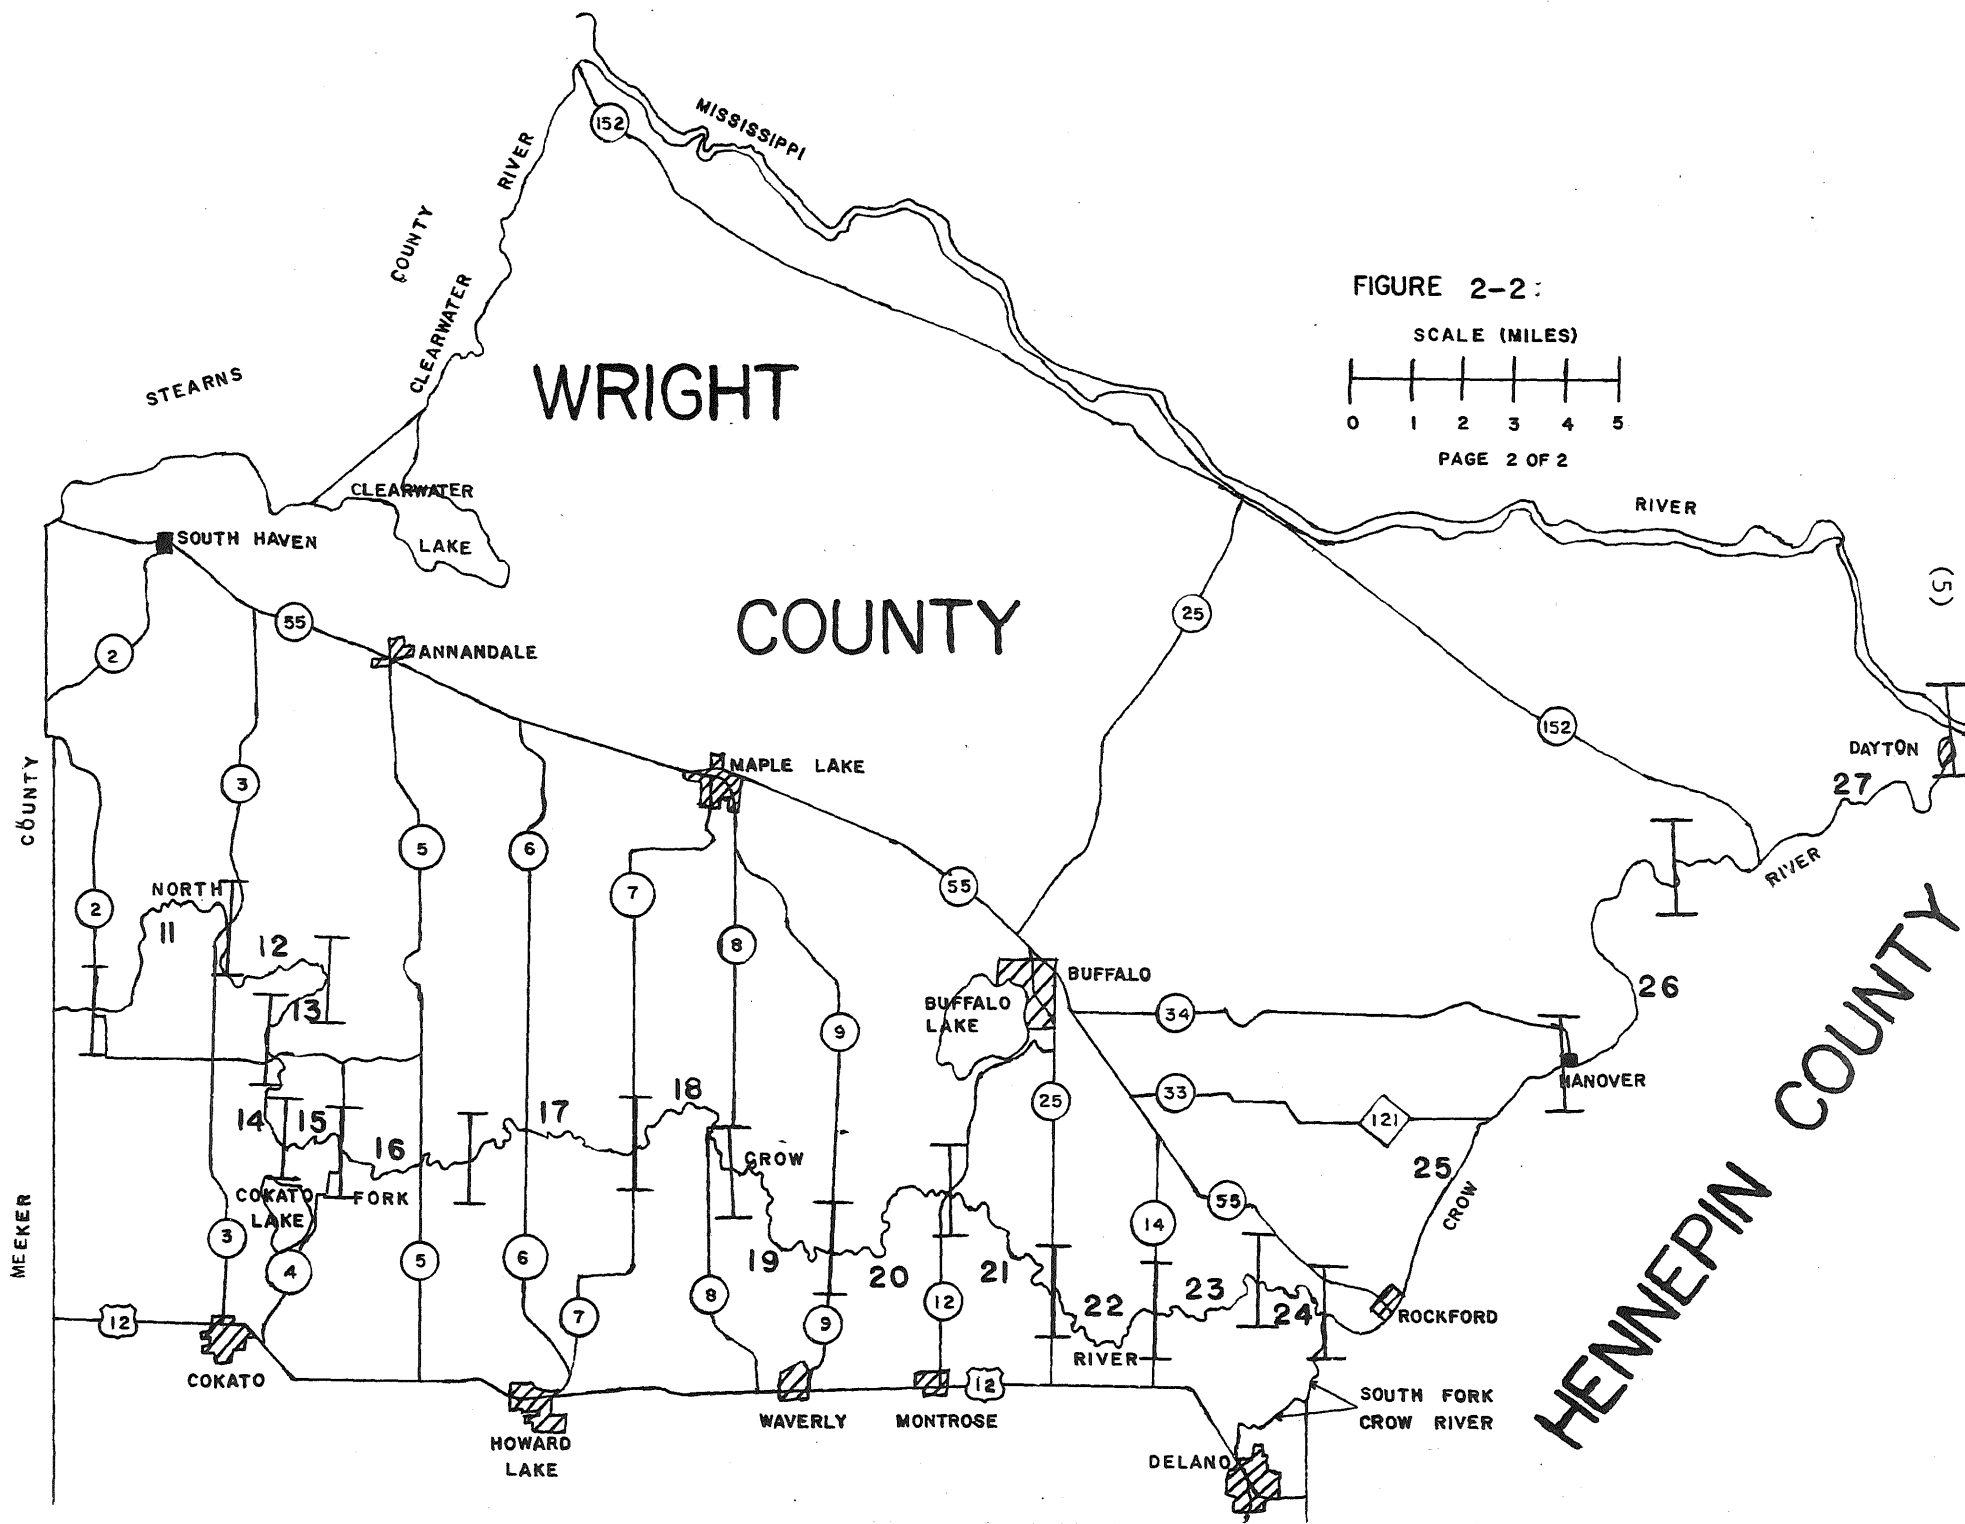 152
MISSISSIPPI
RIVER
COUNTY
CLEARWATER
STEARNS
WRIGHT
FIGURE 2-2:
SCALE (MILES)
0 1 2 3 4 5
PAGE 2 OF 2
CLEARWATER
LAKE
RIVER
SOUTH HAVEN
55
2
ANNANDALE
COUNTY
25
(5)
152
DAYTON
27
MAPLE LAKE
COUNTY
3
5
6
7
2
NORTH
11
12
13
8
55
BUFFALO
BUFFALO
LAKE
9
34
26
RIVER
HENNEPIN COUNTY
HANOVER
14
15
16
17
18
CROW
25
33
121
25
CROW
COKATO
LAKE
FORK
MEEKER
3
4
5
6
7
8
19
9
20
12
21
22
14
55
23
24
ROCKFORD
RIVER
12
COKATO
HOWARD
LAKE
WAVERLY
MONTROSE
12
SOUTH FORK
CROW RIVER
DELANO